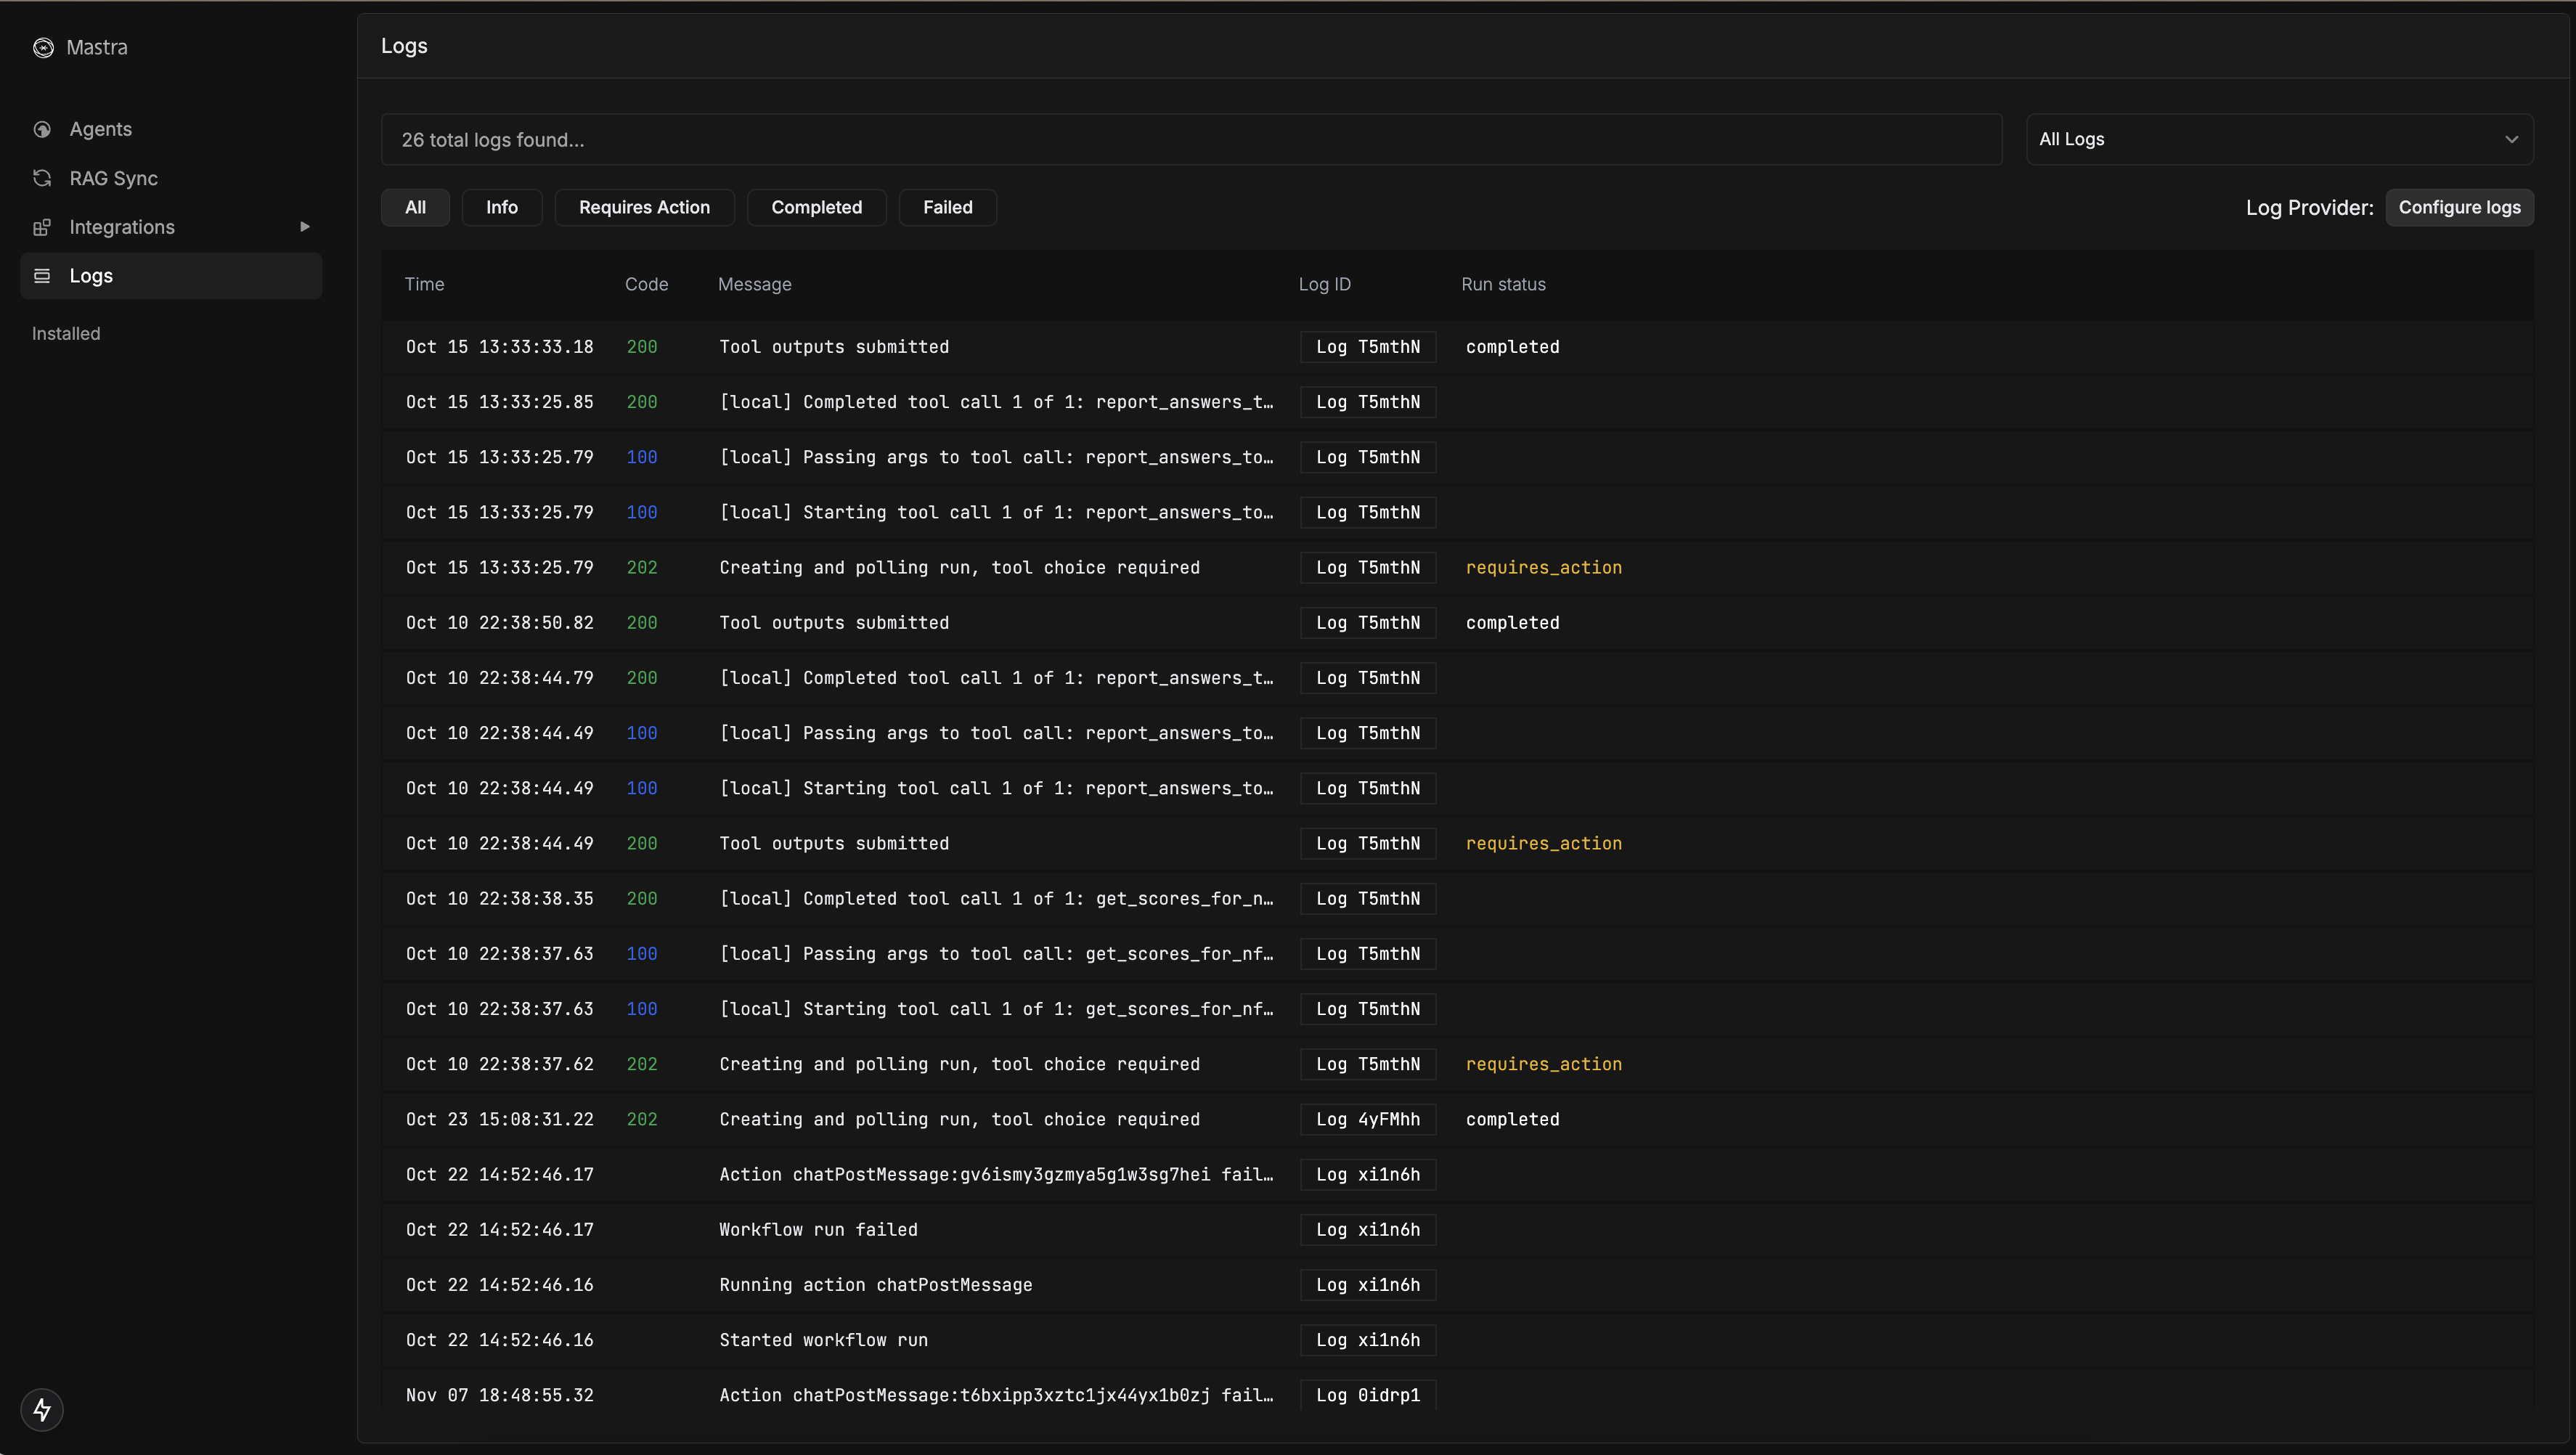 Mastra
Agents
RAG Sync
Integrations
Logs
Installed
Logs
26 total logs found...
All Logs
All Info Requires Action Completed Failed
Log Provider: Configure logs
Time Code Message Log ID Run status
Oct 15 13:33:33.18 200 Tool outputs submitted Log T5mthN completed
Oct 15 13:33:25.85 200 [local] Completed tool call 1 of 1: report_answers_t… Log T5mthN
Oct 15 13:33:25.79 100 [local] Passing args to tool call: report_answers_to… Log T5mthN
Oct 15 13:33:25.79 100 [local] Starting tool call 1 of 1: report_answers_to… Log T5mthN
Oct 15 13:33:25.79 202 Creating and polling run, tool choice required Log T5mthN requires_action
Oct 10 22:38:50.82 200 Tool outputs submitted Log T5mthN completed
Oct 10 22:38:44.79 200 [local] Completed tool call 1 of 1: report_answers_t… Log T5mthN
Oct 10 22:38:44.49 100 [local] Passing args to tool call: report_answers_to… Log T5mthN
Oct 10 22:38:44.49 100 [local] Starting tool call 1 of 1: report_answers_to… Log T5mthN
Oct 10 22:38:44.49 200 Tool outputs submitted Log T5mthN requires_action
Oct 10 22:38:38.35 200 [local] Completed tool call 1 of 1: get_scores_for_n… Log T5mthN
Oct 10 22:38:37.63 100 [local] Passing args to tool call: get_scores_for_nf… Log T5mthN
Oct 10 22:38:37.63 100 [local] Starting tool call 1 of 1: get_scores_for_nf… Log T5mthN
Oct 10 22:38:37.62 202 Creating and polling run, tool choice required Log T5mthN requires_action
Oct 23 15:08:31.22 202 Creating and polling run, tool choice required Log 4yFMhh completed
Oct 22 14:52:46.17 Action chatPostMessage:gv6ismy3gzmya5g1w3sg7hei fail… Log xi1n6h
Oct 22 14:52:46.17 Workflow run failed Log xi1n6h
Oct 22 14:52:46.16 Running action chatPostMessage Log xi1n6h
Oct 22 14:52:46.16 Started workflow run Log xi1n6h
Nov 07 18:48:55.32 Action chatPostMessage:t6bxipp3xztc1jx44yx1b0zj fail… Log 0idrp1